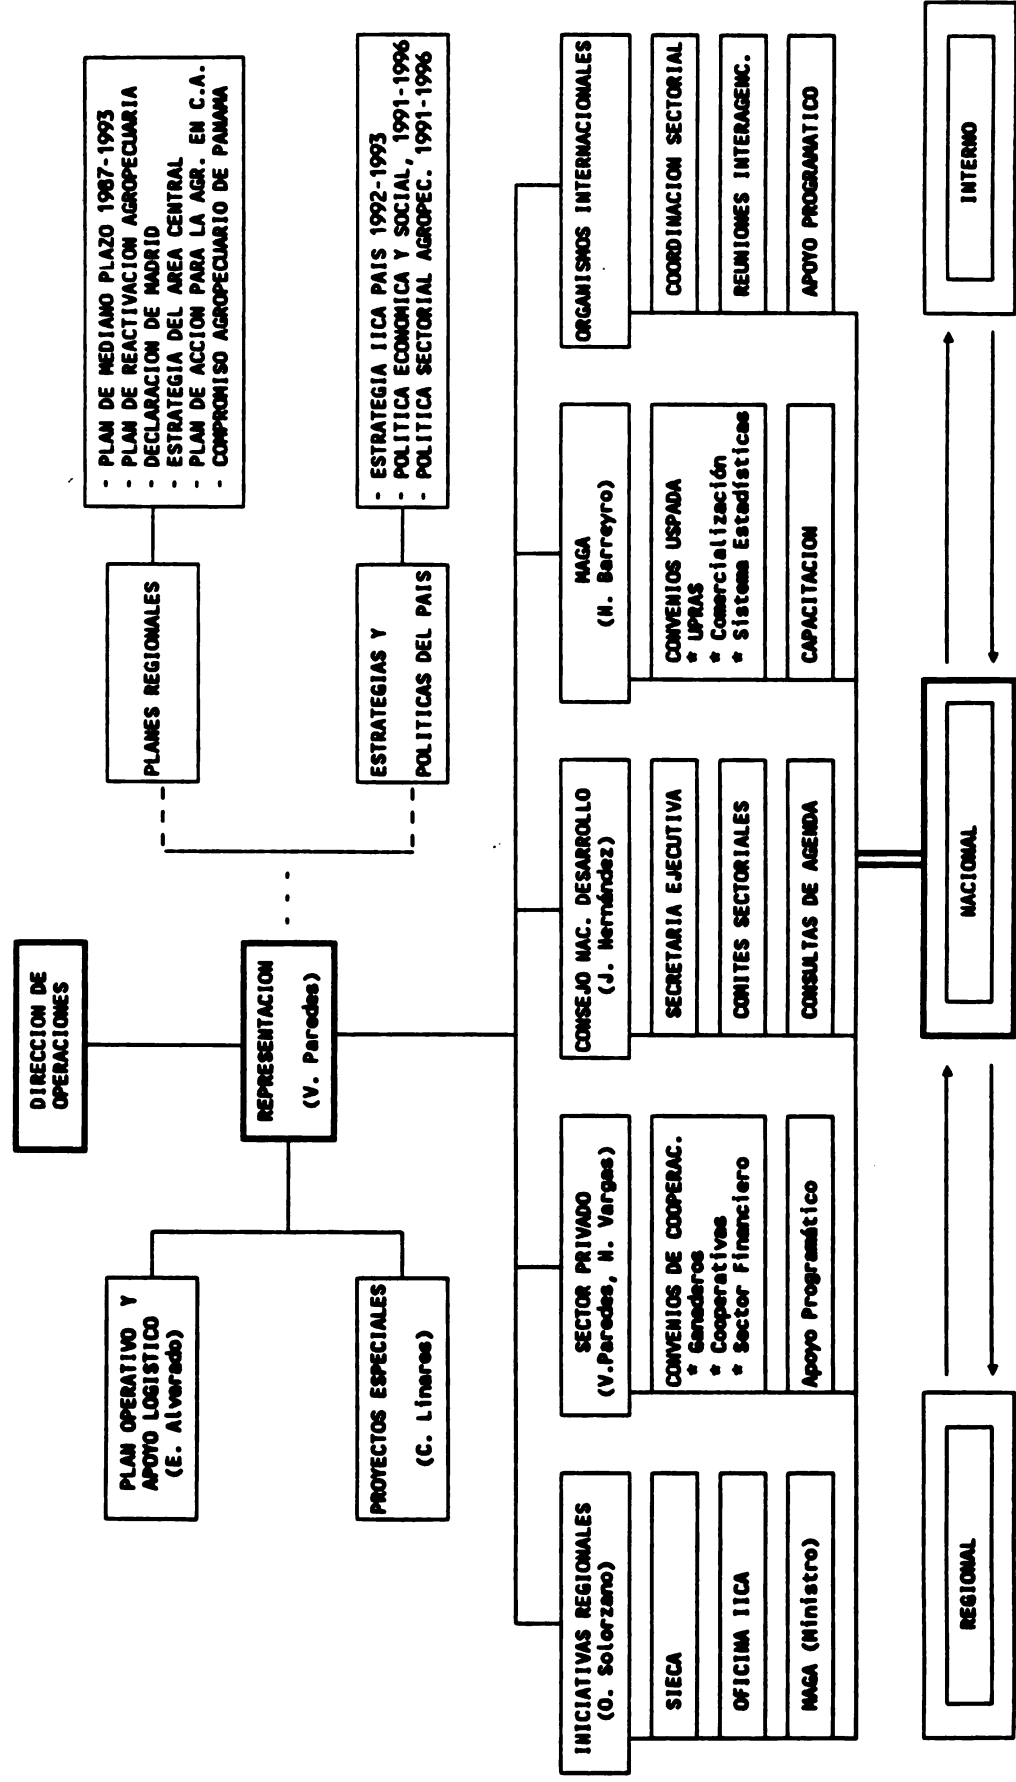 DIRECCION DE
OPERACIONES
REPRESENTACION
(V. Paredes)
PLAN OPERATIVO Y
APOYO LOGISTICO
(E. Alvarado)
PROYECTOS ESPECIALES
(C. Linares)
PLANES REGIONALES
- PLAN DE MEDIANO PLAZO 1987-1993
- PLAN DE REACTIVACION AGROPECUARIA
- DECLARACION DE MADRID
- ESTRATEGIA DEL AREA CENTRAL
- PLAN DE ACCION PARA LA AGR. EN C.A.
- COMPROMISO AGROPECUARIO DE PANAMA
ESTRATEGIAS Y
POLITICAS DEL PAIS
- ESTRATEGIA IICA PAIS 1992-1993
- POLITICA ECONOMICA Y SOCIAL, 1991-1996
- POLITICA SECTORIAL AGROPEC. 1991-1996
INICIATIVAS REGIONALES
(O. Solorzano)
SIECA
OFICINA IICA
MAGA (Ministro)
SECTOR PRIVADO
(V.Paredes, M. Vargas)
CONVENIOS DE COOPERAC.
* Ganaderos
* Cooperativas
* Sector Financiero
Apoyo Programático
CONSEJO NAC. DESARROLLO
(J. Hernández)
SECRETARIA EJECUTIVA
COMITES SECTORIALES
CONSULTAS DE AGENDA
MAGA
(M. Barreyro)
CONVENIOS USPADA
* UPRAS
* Comercialización
* Sistema Estadísticas
CAPACITACION
ORGANISMOS INTERNACIONALES
COORDINACION SECTORIAL
REUNIONES INTERAGENC.
APOYO PROGRAMATICO
REGIONAL
NACIONAL
INTERNO